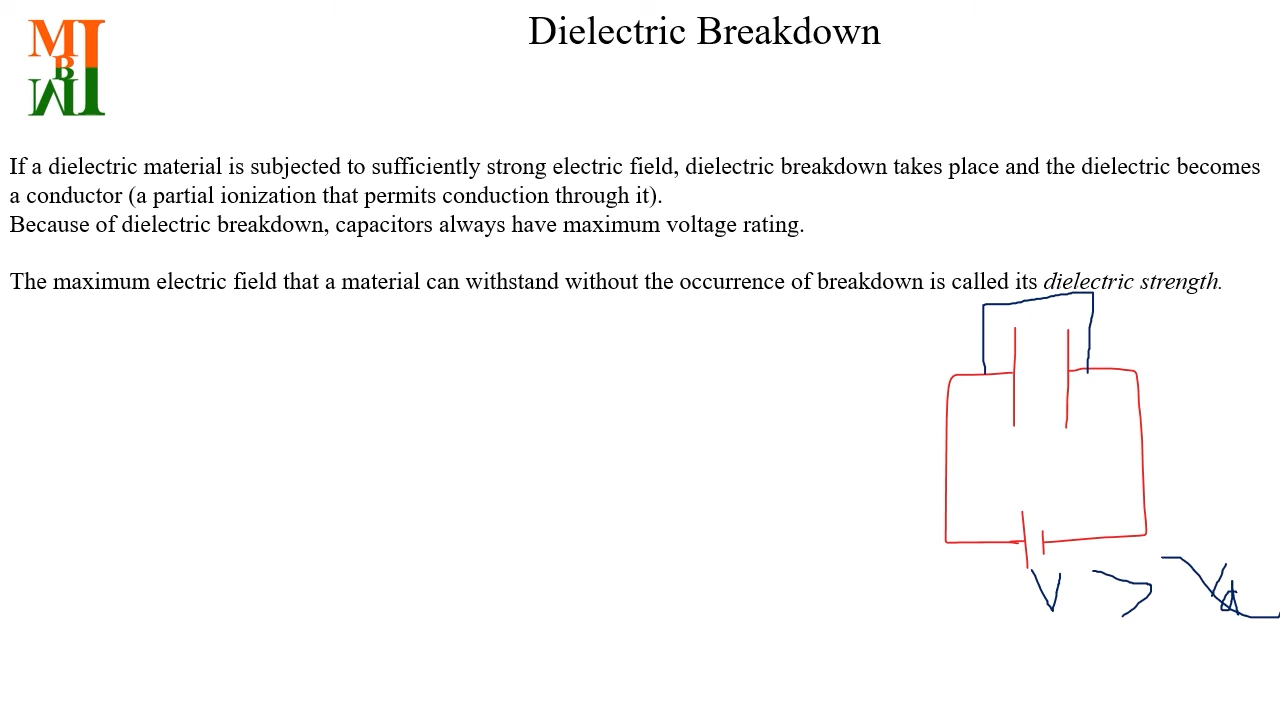 MI
B
Dielectric Breakdown
If a dielectric material is subjected to sufficiently strong electric field, dielectric breakdown takes place and the dielectric becomes
a conductor (a partial ionization that permits conduction through it).
Because of dielectric breakdown, capacitors always have maximum voltage rating.
The maximum electric field that a material can withstand without the occurrence of breakdown is called its dielectric strength.
V > Vd